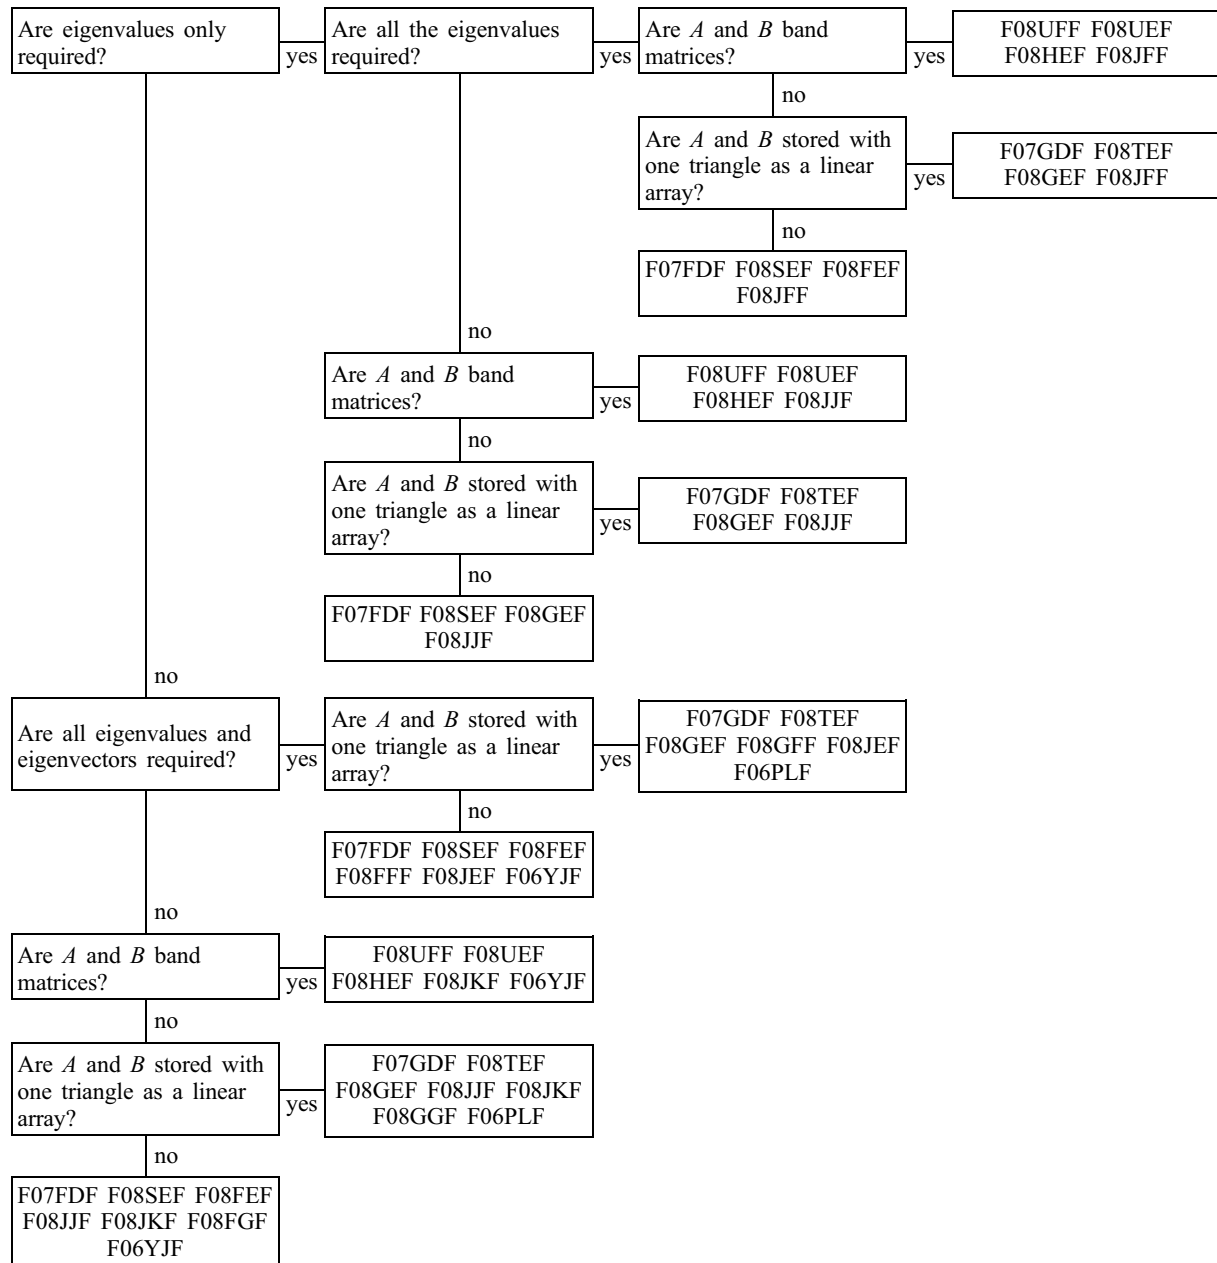 Are eigenvalues only
required?
yes
Are all the eigenvalues
required?
yes
Are A and B band
matrices?
yes
F08UFF F08UEF
F08HEF F08JFF
no
Are A and B stored with
one triangle as a linear
array?
yes
F07GDF F08TEF
F08GEF F08JFF
no
F07FDF F08SEF F08FEF
F08JFF
no
Are A and B band
matrices?
yes
F08UFF F08UEF
F08HEF F08JJF
no
Are A and B stored with
one triangle as a linear
array?
yes
F07GDF F08TEF
F08GEF F08JJF
no
F07FDF F08SEF F08GEF
F08JJF
no
Are all eigenvalues and
eigenvectors required?
yes
Are A and B stored with
one triangle as a linear
array?
yes
F07GDF F08TEF
F08GEF F08GFF F08JEF
F06PLF
no
F07FDF F08SEF F08FEF
F08FFF F08JEF F06YJF
no
Are A and B band
matrices?
yes
F08UFF F08UEF
F08HEF F08JKF F06YJF
no
Are A and B stored with
one triangle as a linear
array?
yes
F07GDF F08TEF
F08GEF F08JJF F08JKF
F08GGF F06PLF
no
F07FDF F08SEF F08FEF
F08JJF F08JKF F08FGF
F06YJF